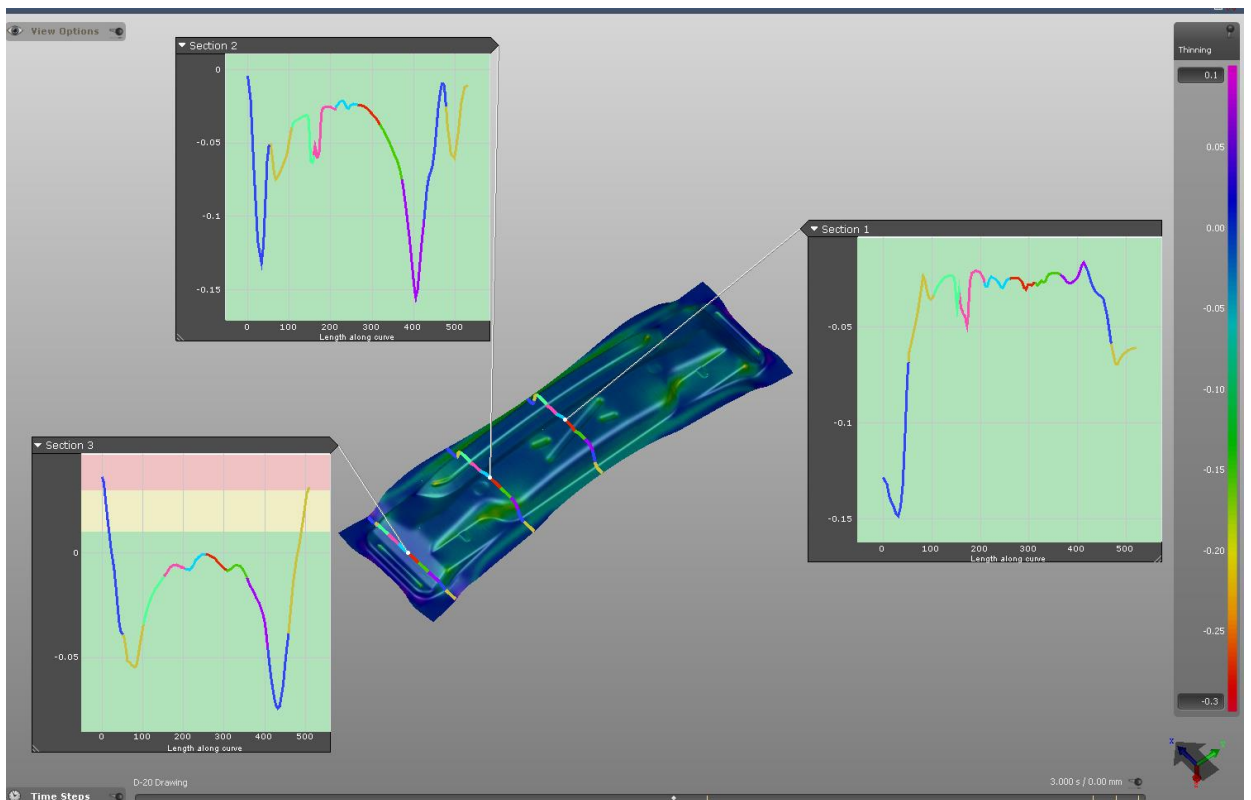 View Options
Section 2
0
-0.05
-0.1
-0.15
0 100 200 300 400 500
Length along curve
Thinning
0.1
0.05
0.00
-0.05
-0.10
-0.15
-0.20
-0.25
-0.3
Section 1
-0.05
-0.1
-0.15
0 100 200 300 400 500
Length along curve
Section 3
0
-0.05
0 100 200 300 400 500
Length along curve
X
Y
D-20 Drawing
3.000 s / 0.00 mm
Time Steps